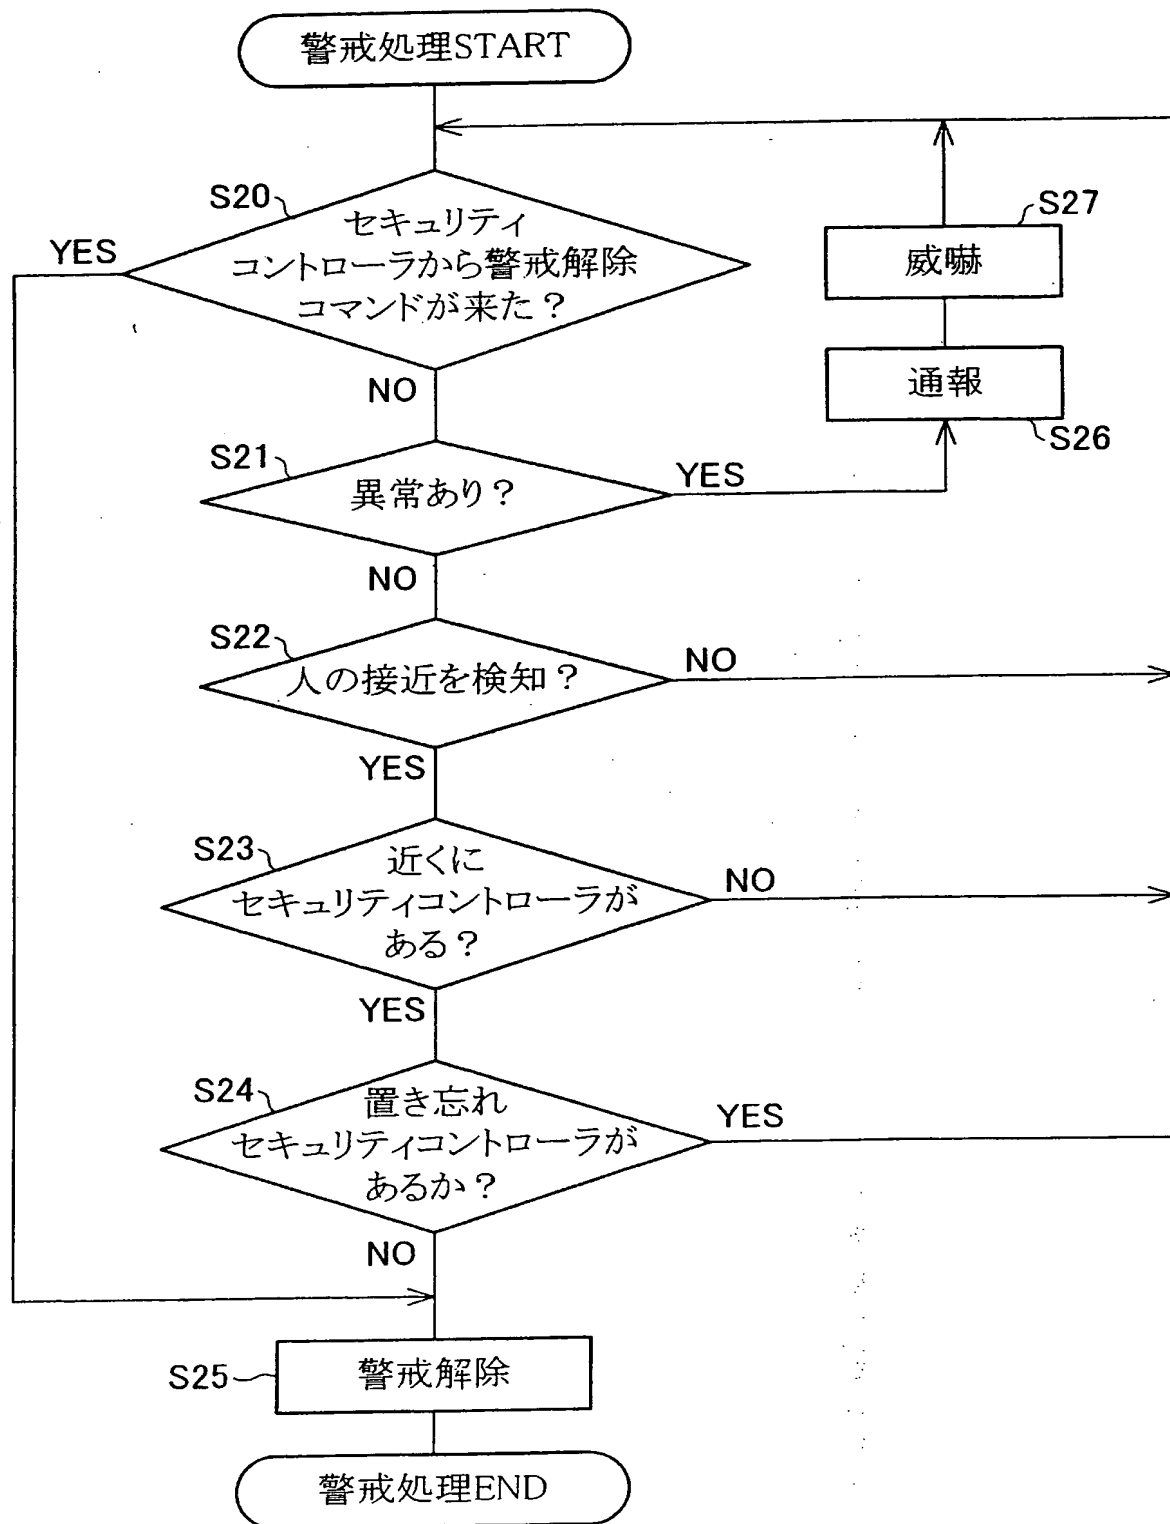 警戒処理START
S20
セキュリティ
コントローラから警戒解除
コマンドが来た？
YES
NO
S27
威嚇
通報
S26
S21
異常あり？
YES
NO
S22
人の接近を検知？
NO
YES
S23
近くに
セキュリティコントローラが
ある？
NO
YES
S24
置き忘れ
セキュリティコントローラが
あるか？
YES
NO
S25
警戒解除
警戒処理END